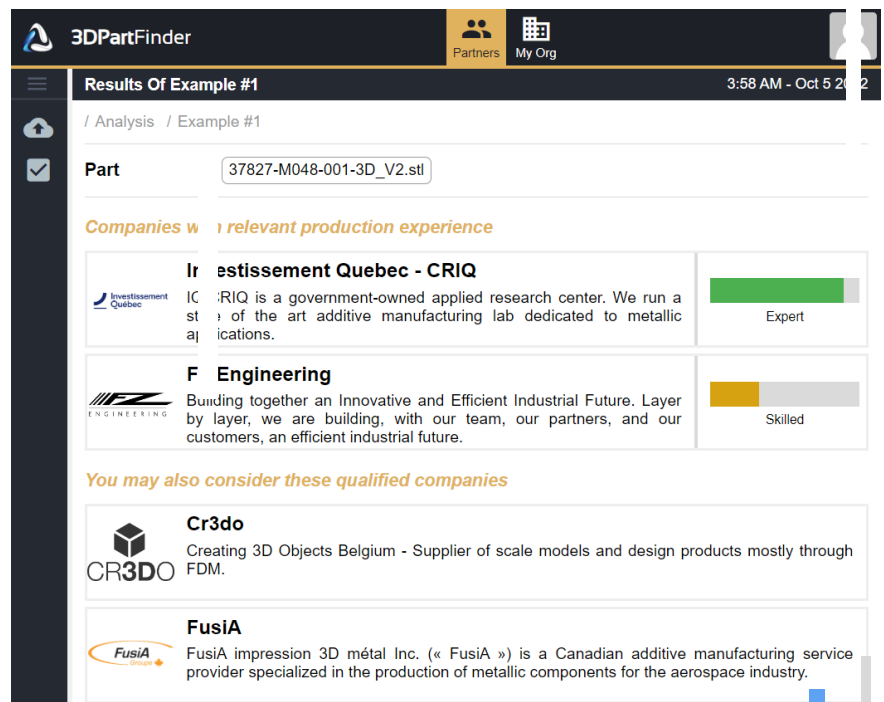 3DPartFinder
Partners
My Org
Results Of Example #1
3:58 AM - Oct 5
/ Analysis / Example #1
Part
37827-M048-001-3D_V2.stl
Companies relevant production experience
Investissement
Québec
Quebec - CRIQ
is a government-owned applied research center. We run a
of the art additive manufacturing lab dedicated to metallic
Expert
FZ
ENGINEERING
Engineering
Building together an Innovative and Efficient Industrial Future. Layer
by layer, we are building, with our team, our partners, and our
customers, an efficient industrial future.
Skilled
You may also consider these qualified companies
CR3DO
Cr3do
Creating 3D Objects Belgium - Supplier of scale models and design products mostly through
FDM.
FusiA
Groupe
FusiA
FusiA impression 3D métal Inc. (« FusiA ») is a Canadian additive manufacturing service
provider specialized in the production of metallic components for the aerospace industry.